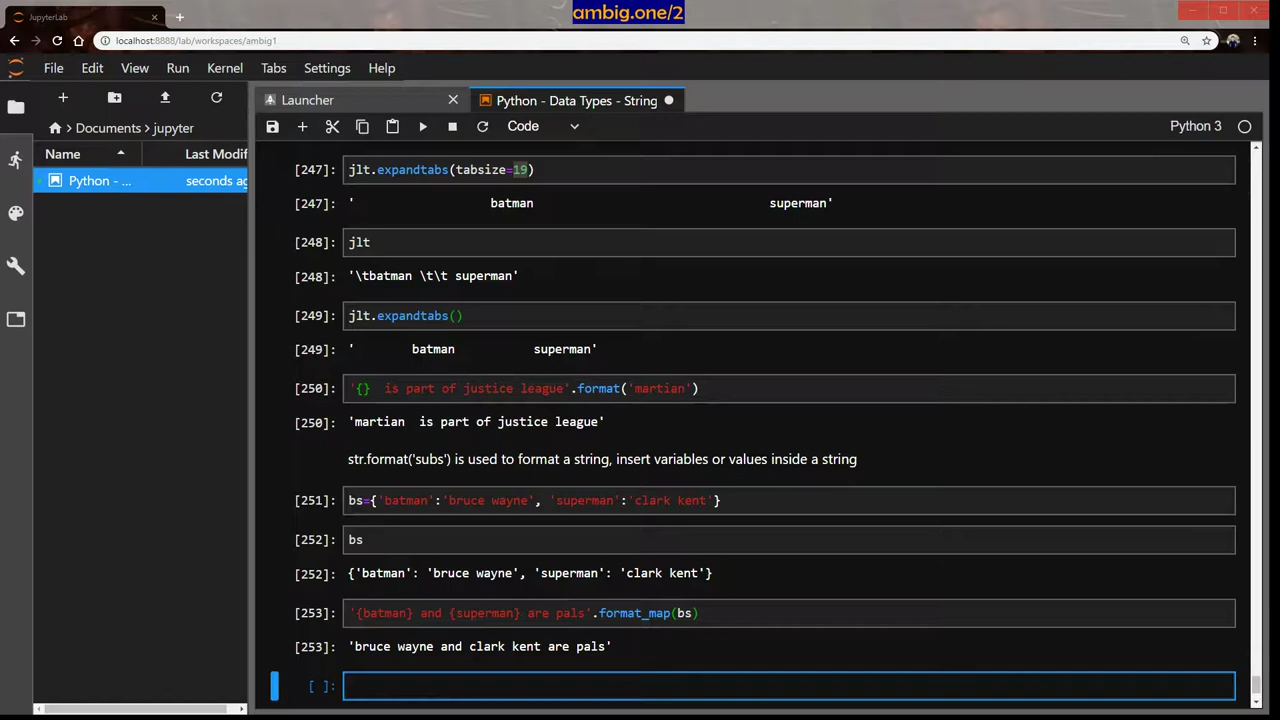 ambig.one/2
JupyterLab
localhost:8888/lab/workspaces/ambig1
File Edit View Run Kernel Tabs Settings Help
Launcher
Python - Data Types - String
Code
Python 3
Documents > jupyter
Name Last Modif
Python - ... seconds ag
[247]: jlt.expandtabs(tabsize=19)
[247]: '                   batman                                 superman'
[248]: jlt
[248]: '\tbatman \t\t superman'
[249]: jlt.expandtabs()
[249]: '        batman           superman'
[250]: '{}  is part of justice league'.format('martian')
[250]: 'martian  is part of justice league'
str.format('subs') is used to format a string, insert variables or values inside a string
[251]: bs={'batman':'bruce wayne', 'superman':'clark kent'}
[252]: bs
[252]: {'batman': 'bruce wayne', 'superman': 'clark kent'}
[253]: '{batman} and {superman} are pals'.format_map(bs)
[253]: 'bruce wayne and clark kent are pals'
[ ]: